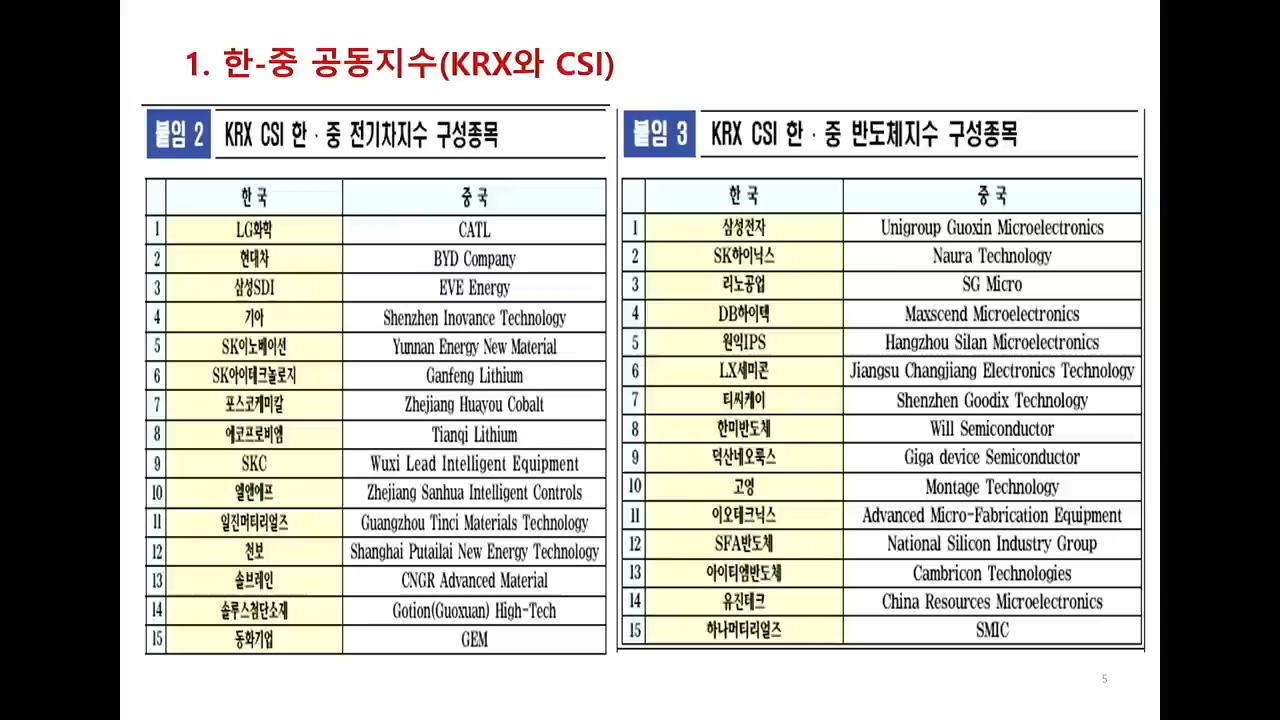 1. 한-중 공동지수(KRX와 CSI)
붙임 2 KRX CSI 한·중 전기차지수 구성종목
한 국 중 국
1 LG화학 CATL
2 현대차 BYD Company
3 삼성SDI EVE Energy
4 기아 Shenzhen Inovance Technology
5 SK이노베이션 Yunnan Energy New Material
6 SK아이테크놀로지 Ganfeng Lithium
7 포스코케미칼 Zhejiang Huayou Cobalt
8 에코프로비엠 Tianqi Lithium
9 SKC Wuxi Lead Intelligent Equipment
10 엘앤에프 Zhejiang Sanhua Intelligent Controls
11 일진머티리얼즈 Guangzhou Tinci Materials Technology
12 천보 Shanghai Putailai New Energy Technology
13 솔브레인 CNGR Advanced Material
14 솔루스첨단소재 Gotion(Guoxuan) High-Tech
15 동화기업 GEM
붙임 3 KRX CSI 한·중 반도체지수 구성종목
한 국 중 국
1 삼성전자 Unigroup Guoxin Microelectronics
2 SK하이닉스 Naura Technology
3 리노공업 SG Micro
4 DB하이텍 Maxscend Microelectronics
5 원익IPS Hangzhou Silan Microelectronics
6 LX세미콘 Jiangsu Changjiang Electronics Technology
7 티씨케이 Shenzhen Goodix Technology
8 한미반도체 Will Semiconductor
9 덕산네오룩스 Giga device Semiconductor
10 고영 Montage Technology
11 이오테크닉스 Advanced Micro-Fabrication Equipment
12 SFA반도체 National Silicon Industry Group
13 아이티엠반도체 Cambricon Technologies
14 유진테크 China Resources Microelectronics
15 하나머티리얼즈 SMIC
5